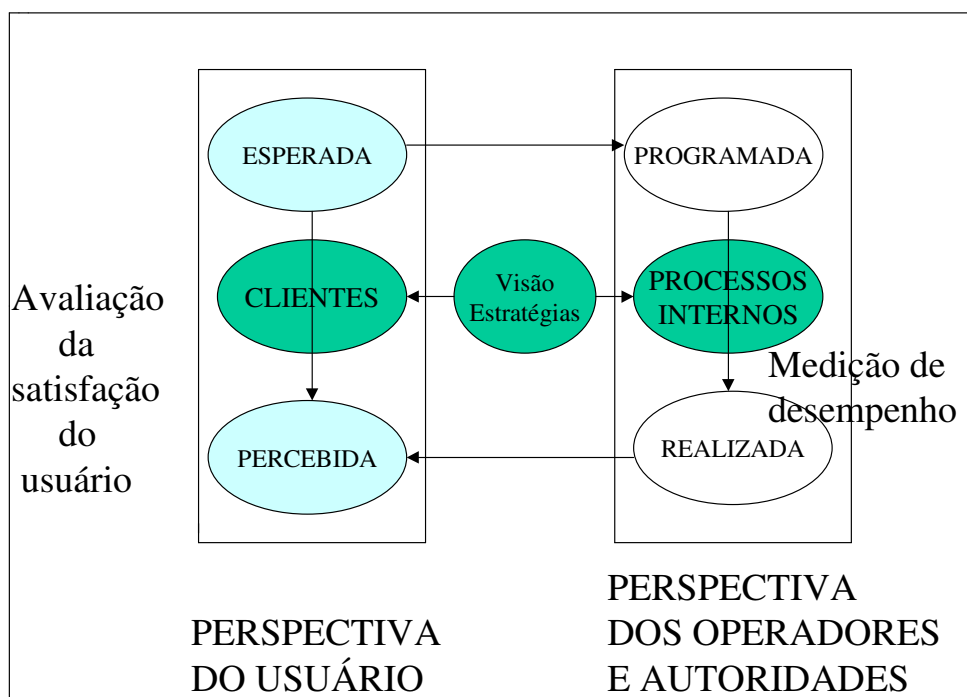 ESPERADA
PROGRAMADA
CLIENTES
Visão
Estratégias
PROCESSOS
INTERNOS
Avaliação
da
satisfação
do
usuário
Medição de
desempenho
PERCEBIDA
REALIZADA
PERSPECTIVA
DO USUÁRIO
PERSPECTIVA
DOS OPERADORES
E AUTORIDADES